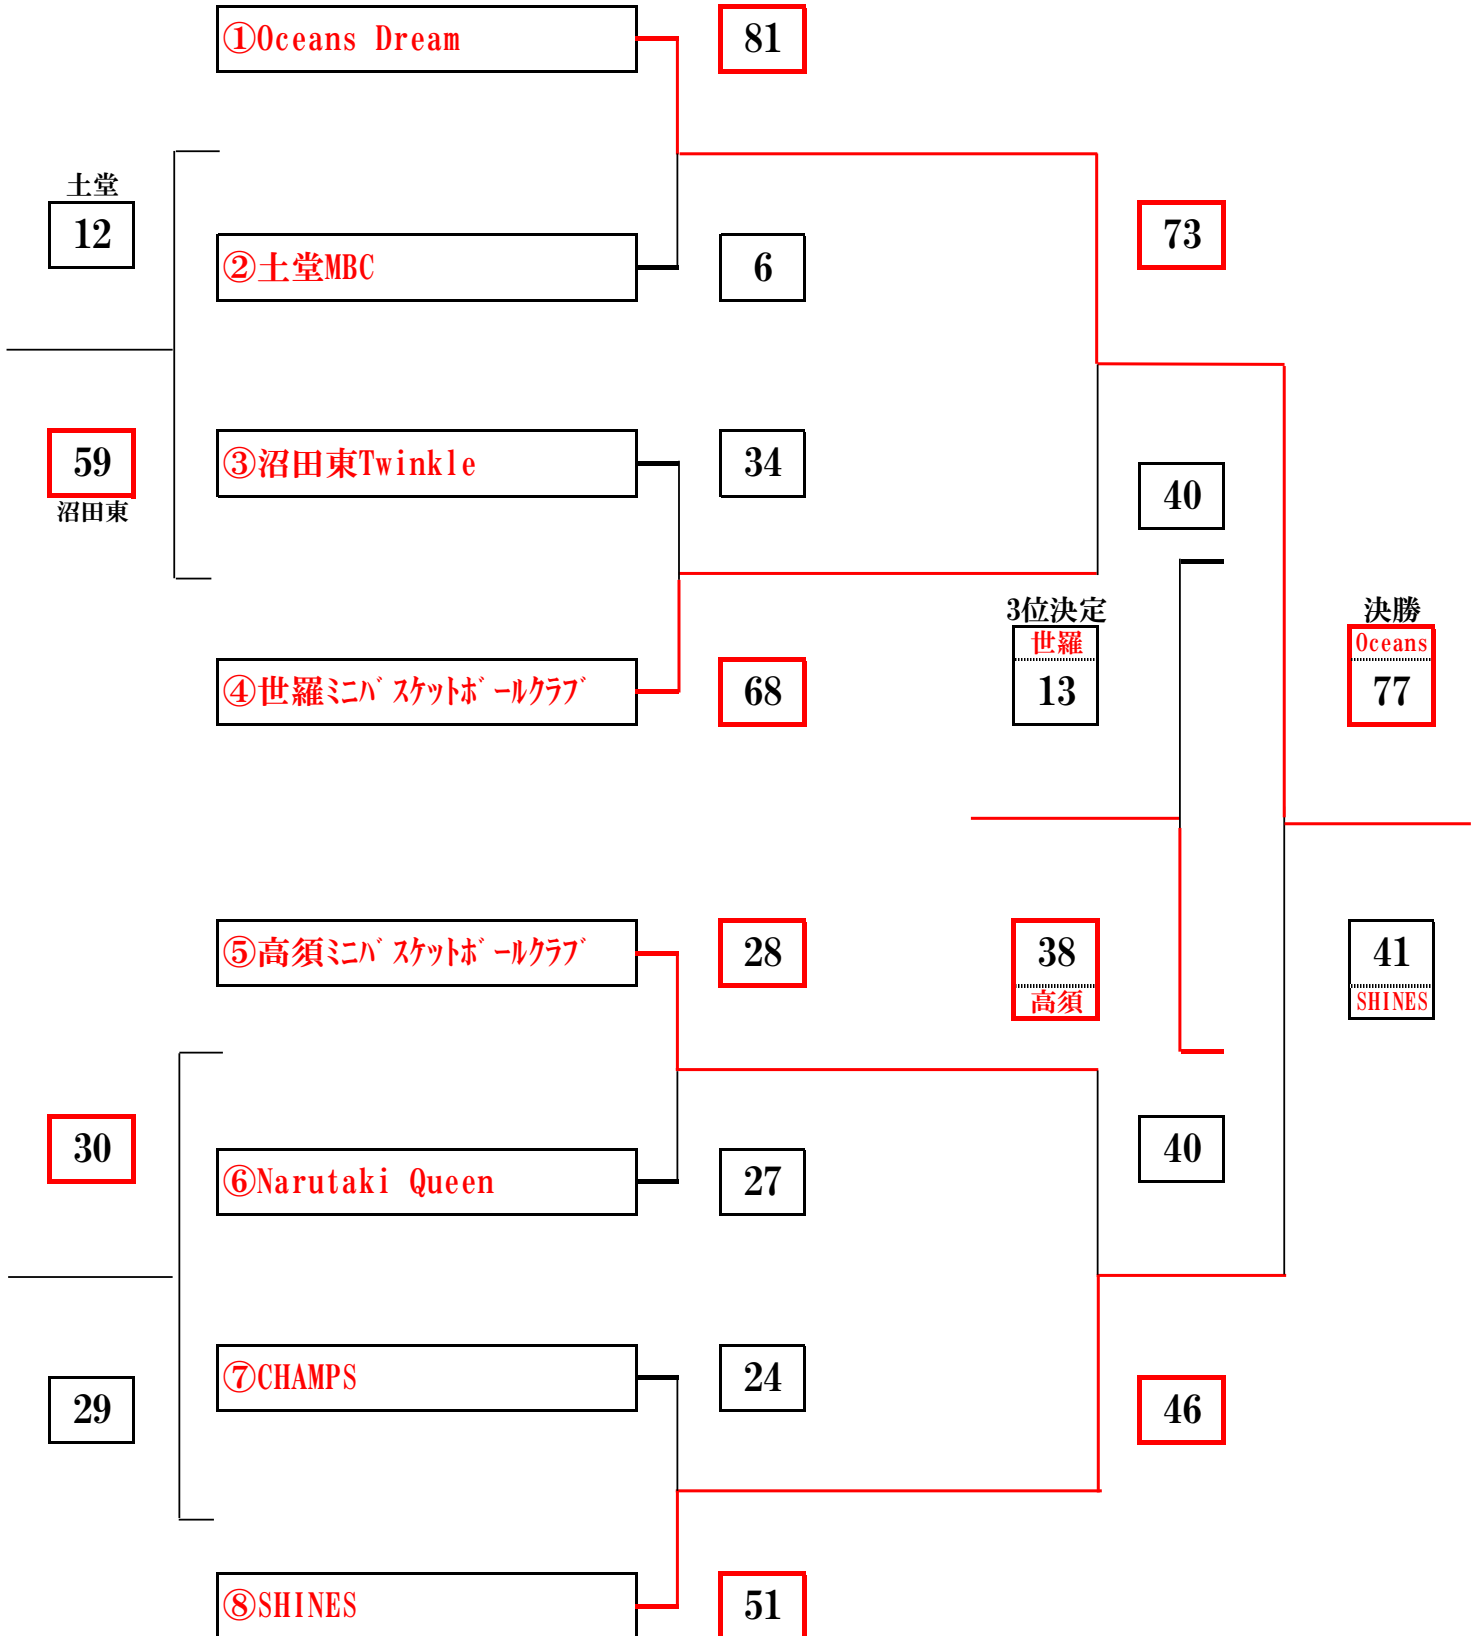 ①Oceans Dream
81
土堂
12
73
②土堂MBC
6
③沼田東Twinkle
34
59
沼田東
40
3位決定
決勝
世羅
13
Oceans
77
④世羅ﾐﾆﾊﾞｽｹｯﾄﾎﾞｰﾙｸﾗﾌﾞ
68
⑤高須ﾐﾆﾊﾞｽｹｯﾄﾎﾞｰﾙｸﾗﾌﾞ
28
38
高須
41
SHINES
30
40
⑥Narutaki Queen
27
⑦CHAMPS
24
29
46
⑧SHINES
51